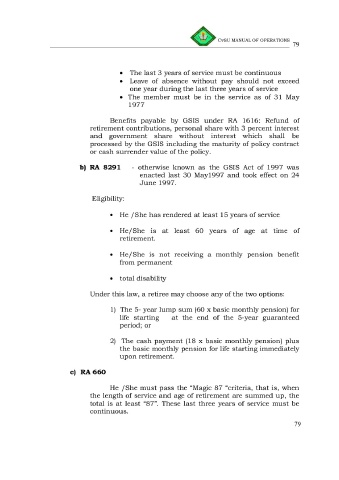 CvSU MANUAL OF OPERATIONS
79
• The last 3 years of service must be continuous
• Leave of absence without pay should not exceed
one year during the last three years of service
• The member must be in the service as of 31 May
1977
Benefits payable by GSIS under RA 1616: Refund of
retirement contributions, personal share with 3 percent interest
and government share without interest which shall be
processed by the GSIS including the maturity of policy contract
or cash surrender value of the policy.
b) RA 8291 - otherwise known as the GSIS Act of 1997 was
enacted last 30 May1997 and took effect on 24
June 1997.
Eligibility:
• He /She has rendered at least 15 years of service
• He/She is at least 60 years of age at time of
retirement.
• He/She is not receiving a monthly pension benefit
from permanent
• total disability
Under this law, a retiree may choose any of the two options:
1) The 5- year lump sum (60 x basic monthly pension) for
life starting at the end of the 5-year guaranteed
period; or
2) The cash payment (18 x basic monthly pension) plus
the basic monthly pension for life starting immediately
upon retirement.
c) RA 660
He /She must pass the “Magic 87 “criteria, that is, when
the length of service and age of retirement are summed up, the
total is at least “87”. These last three years of service must be
continuous.
79